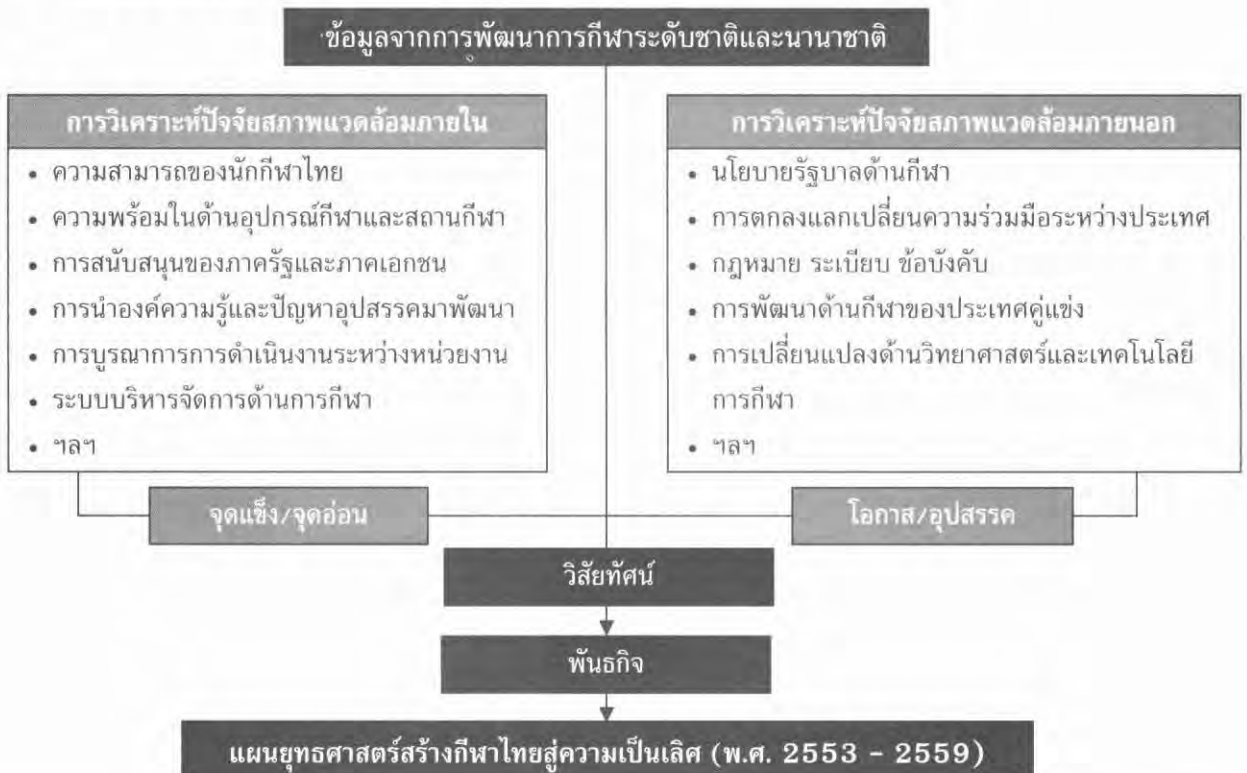 ข้อมูลจากการพัฒนาการกีฬาระดับชาติและนานาชาติ
การวิเคราะห์ปัจจัยสภาพแวดล้อมภายใน
• ความสามารถของนักกีฬาไทย
• ความพร้อมในด้านอุปกรณ์กีฬาและสถานกีฬา
• การสนับสนุนของภาครัฐและภาคเอกชน
• การนำองค์ความรู้และปัญหาอุปสรรคมาพัฒนา
• การบูรณาการการดำเนินงานระหว่างหน่วยงาน
• ระบบบริหารจัดการด้านการกีฬา
• ฯลฯ
การวิเคราะห์ปัจจัยสภาพแวดล้อมภายนอก
• นโยบายรัฐบาลด้านกีฬา
• การตกลงแลกเปลี่ยนความร่วมมือระหว่างประเทศ
• กฎหมาย ระเบียบ ข้อบังคับ
• การพัฒนาด้านกีฬาของประเทศคู่แข่ง
• การเปลี่ยนแปลงด้านวิทยาศาสตร์และเทคโนโลยี
การกีฬา
• ฯลฯ
จุดแข็ง/จุดอ่อน
โอกาส/อุปสรรค
วิสัยทัศน์
พันธกิจ
แผนยุทธศาสตร์สร้างกีฬาไทยสู่ความเป็นเลิศ (พ.ศ. 2553 - 2559)